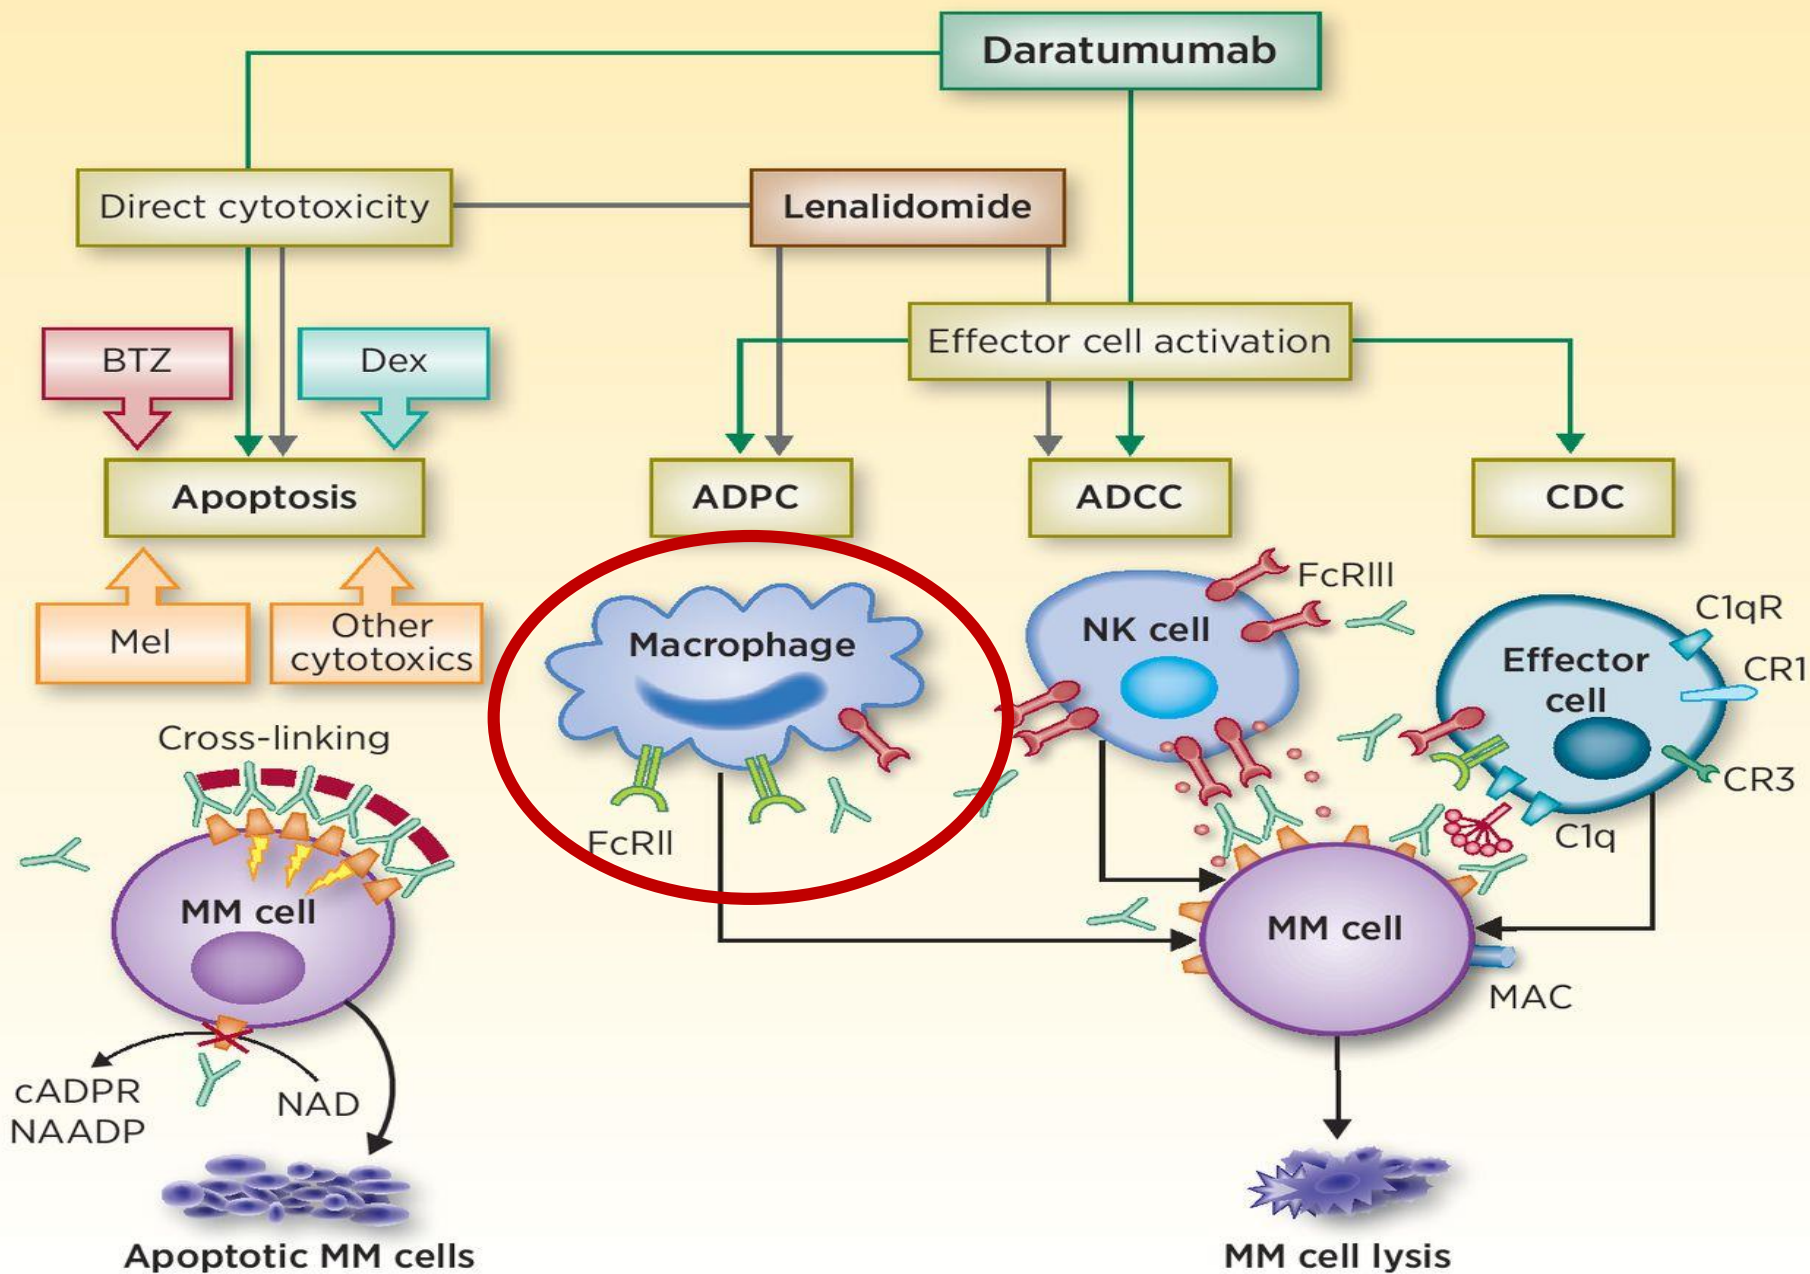 Daratumumab
Direct cytotoxicity
Lenalidomide
Effector cell activation
BTZ
Dex
Apoptosis
ADPC
ADCC
CDC
Mel
Other
cytotoxics
Macrophage
FcRII
NK cell
FcRIII
Effector
cell
C1qR
CR1
CR3
C1q
Cross-linking
MM cell
cADPR
NAADP
NAD
MM cell
MAC
Apoptotic MM cells
MM cell lysis